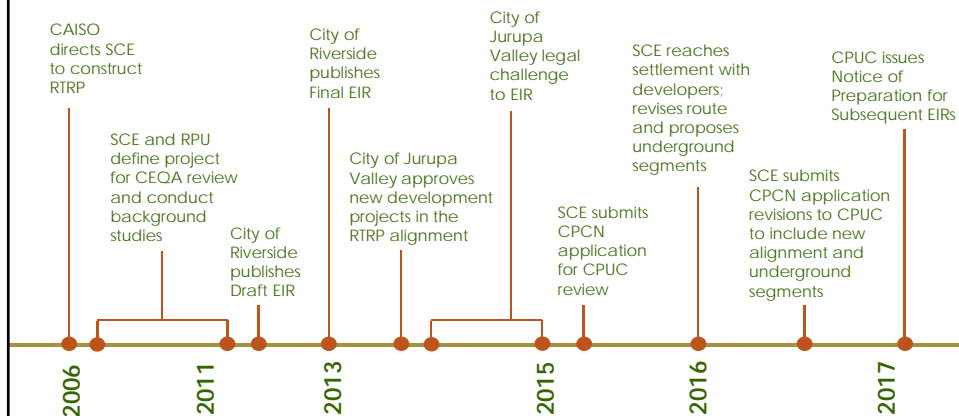 CAISO
directs SCE
to construct
RTRP
SCE and RPU
define project
for CEQA review
and conduct
background
studies
City of
Riverside
publishes
Draft EIR
City of
Riverside
publishes
Final EIR
City of Jurupa
Valley approves
new development
projects in the
RTRP alignment
City of
Jurupa
Valley legal
challenge
to EIR
SCE submits
CPCN
application
for CPUC
review
SCE reaches
settlement with
developers;
revises route
and proposes
underground
segments
SCE submits
CPCN application
revisions to CPUC
to include new
alignment and
underground
segments
CPUC issues
Notice of
Preparation for
Subsequent EIRs
2006
2011
2013
2015
2016
2017